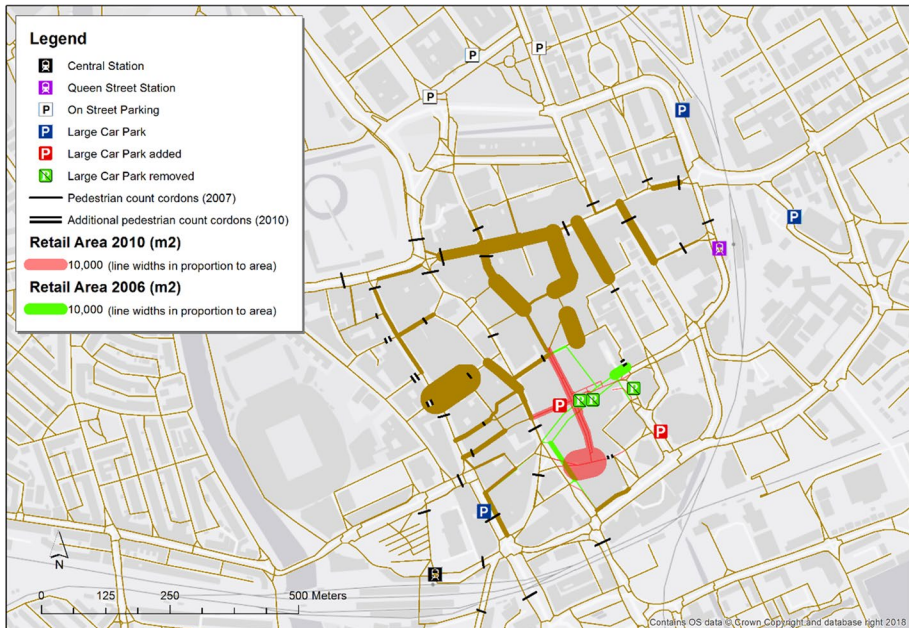 Legend
Central Station
Queen Street Station
P On Street Parking
P Large Car Park
P Large Car Park added
P Large Car Park removed
Pedestrian count cordons (2007)
Additional pedestrian count cordons (2010)
Retail Area 2010 (m2)
10,000 (line widths in proportion to area)
Retail Area 2006 (m2)
10,000 (line widths in proportion to area)
P
P
P
P
P
P
P
P
P
P
P
N
0 125 250 500 Meters
Contains OS data © Crown Copyright and database right 2018